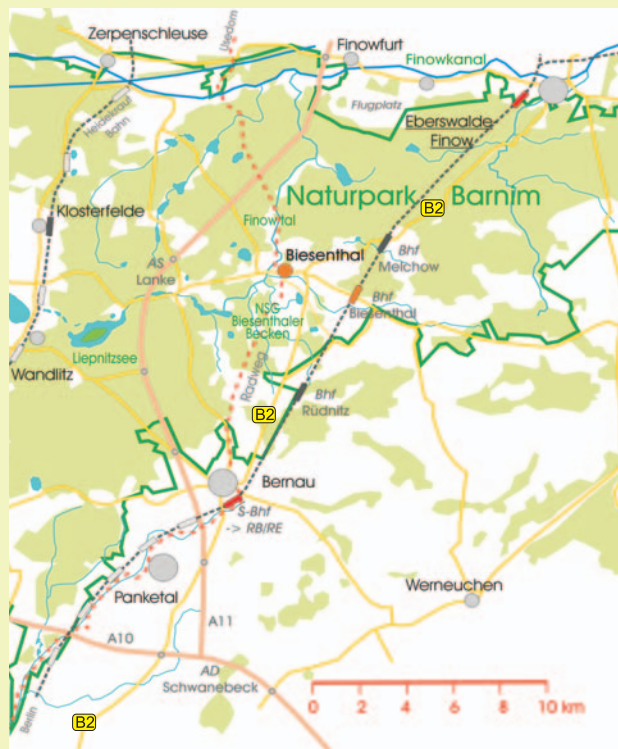 Usedom
Zerpenschleuse
Finowfurt
Finowkanal
Heidekraut
Bahn
Flugplatz
Eberswalde
Finow
Naturpark Barnim
B2
Klosterfelde
Finowtal
AS
Lanke
Biesenthal
Bhf
Melchow
Bhf
Biesenthal
NSG
Biesenthaler
Becken
Liepnitzsee
Wandlitz
Radweg
B2
Bhf
Rüdnitz
Bernau
S-Bhf
-> RB/RE
Panketal
Werneuchen
A10
A11
AD
Schwanebeck
Berlin
B2
0 2 4 6 8 10 km